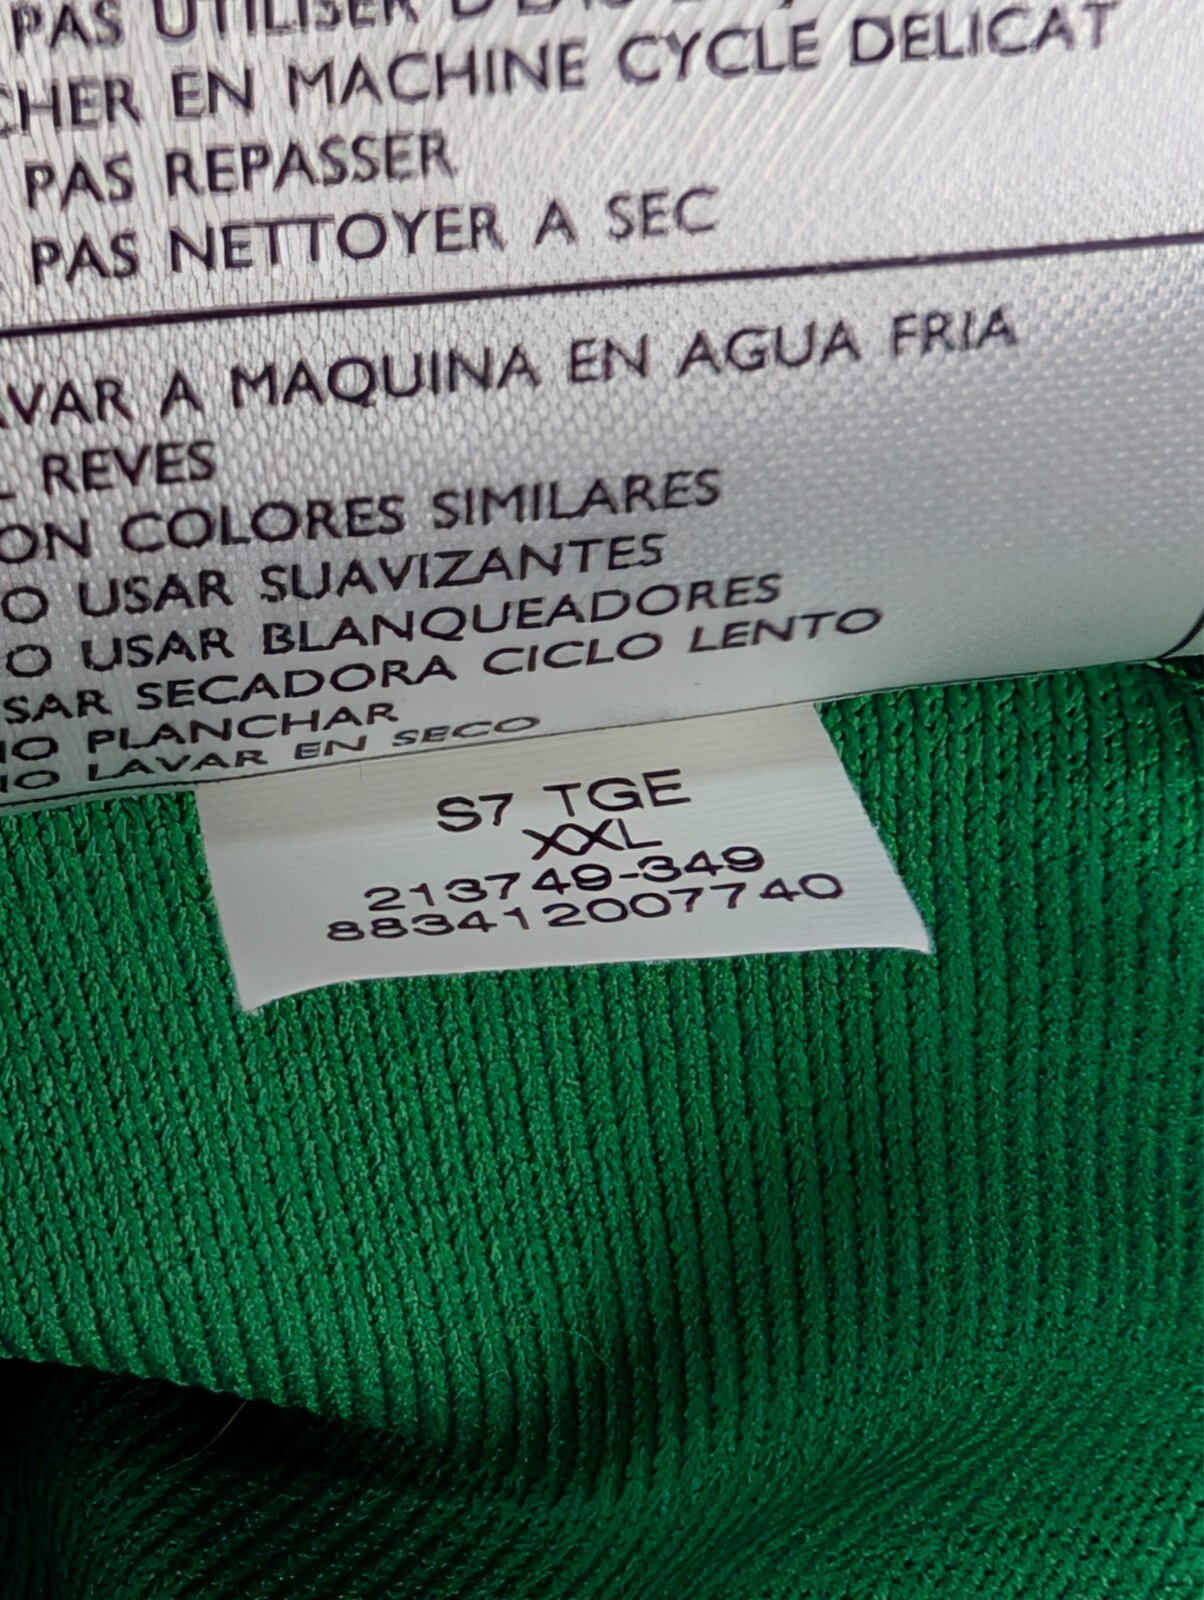 PAS UTILISER
CHER EN MACHINE CYCLE DELICAT
PAS REPASSER
PAS NETTOYER A SEC
AVAR A MAQUINA EN AGUA FRIA
L REVES
ON COLORES SIMILARES
O USAR SUAVIZANTES
O USAR BLANQUEADORES
SAR SECADORA CICLO LENTO
NO PLANCHAR
NO LAVAR EN SECO
S7 TGE
XXL
213749-349
883412007740